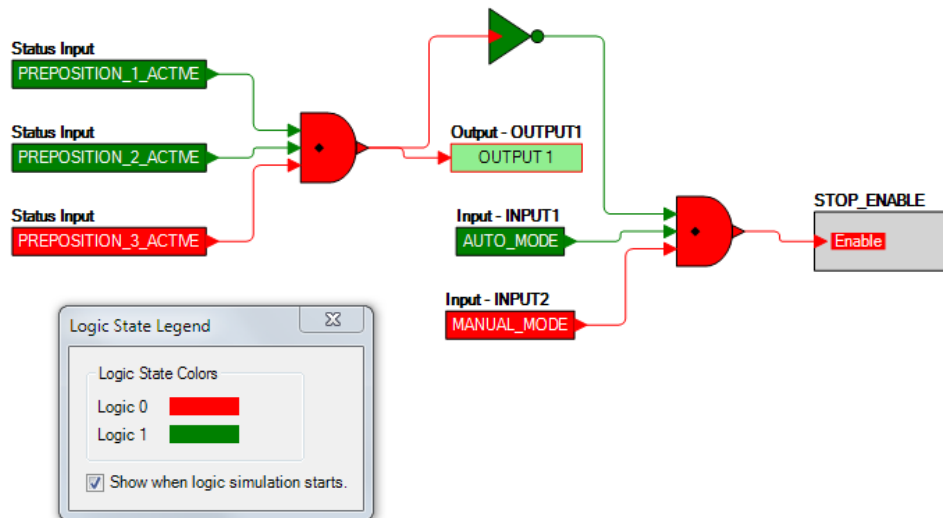 Status Input
PREPOSITION_1_ACTIVE
Status Input
PREPOSITION_2_ACTIVE
Output - OUTPUT1
OUTPUT 1
Status Input
PREPOSITION_3_ACTIVE
Input - INPUT1
AUTO_MODE
STOP_ENABLE
Enable
Input - INPUT2
MANUAL_MODE
Logic State Legend
Logic State Colors
Logic 0
Logic 1
Show when logic simulation starts.